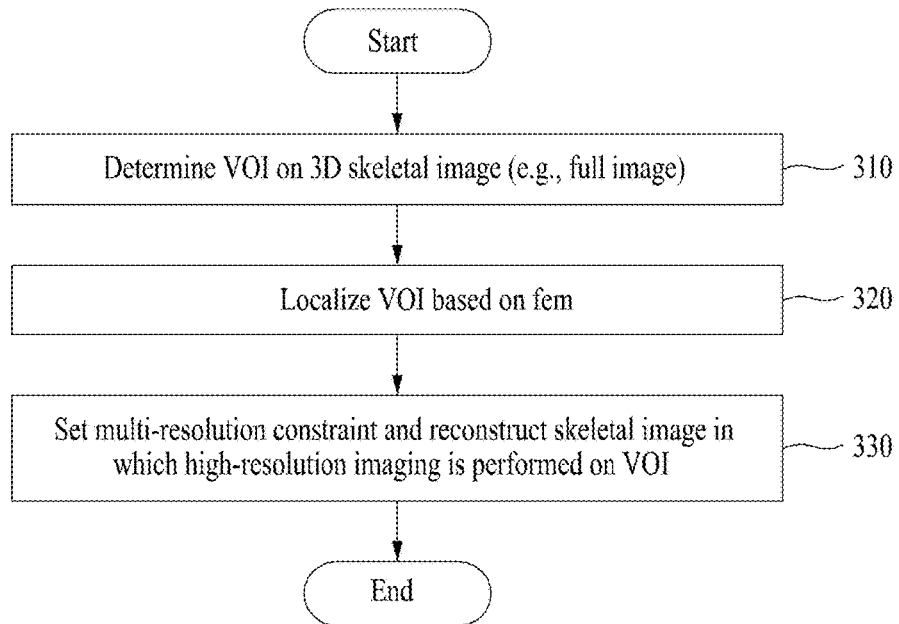 Start
Determine VOI on 3D skeletal image (e.g., full image)
310
Localize VOI based on fem
320
Set multi-resolution constraint and reconstruct skeletal image in
which high-resolution imaging is performed on VOI
330
End